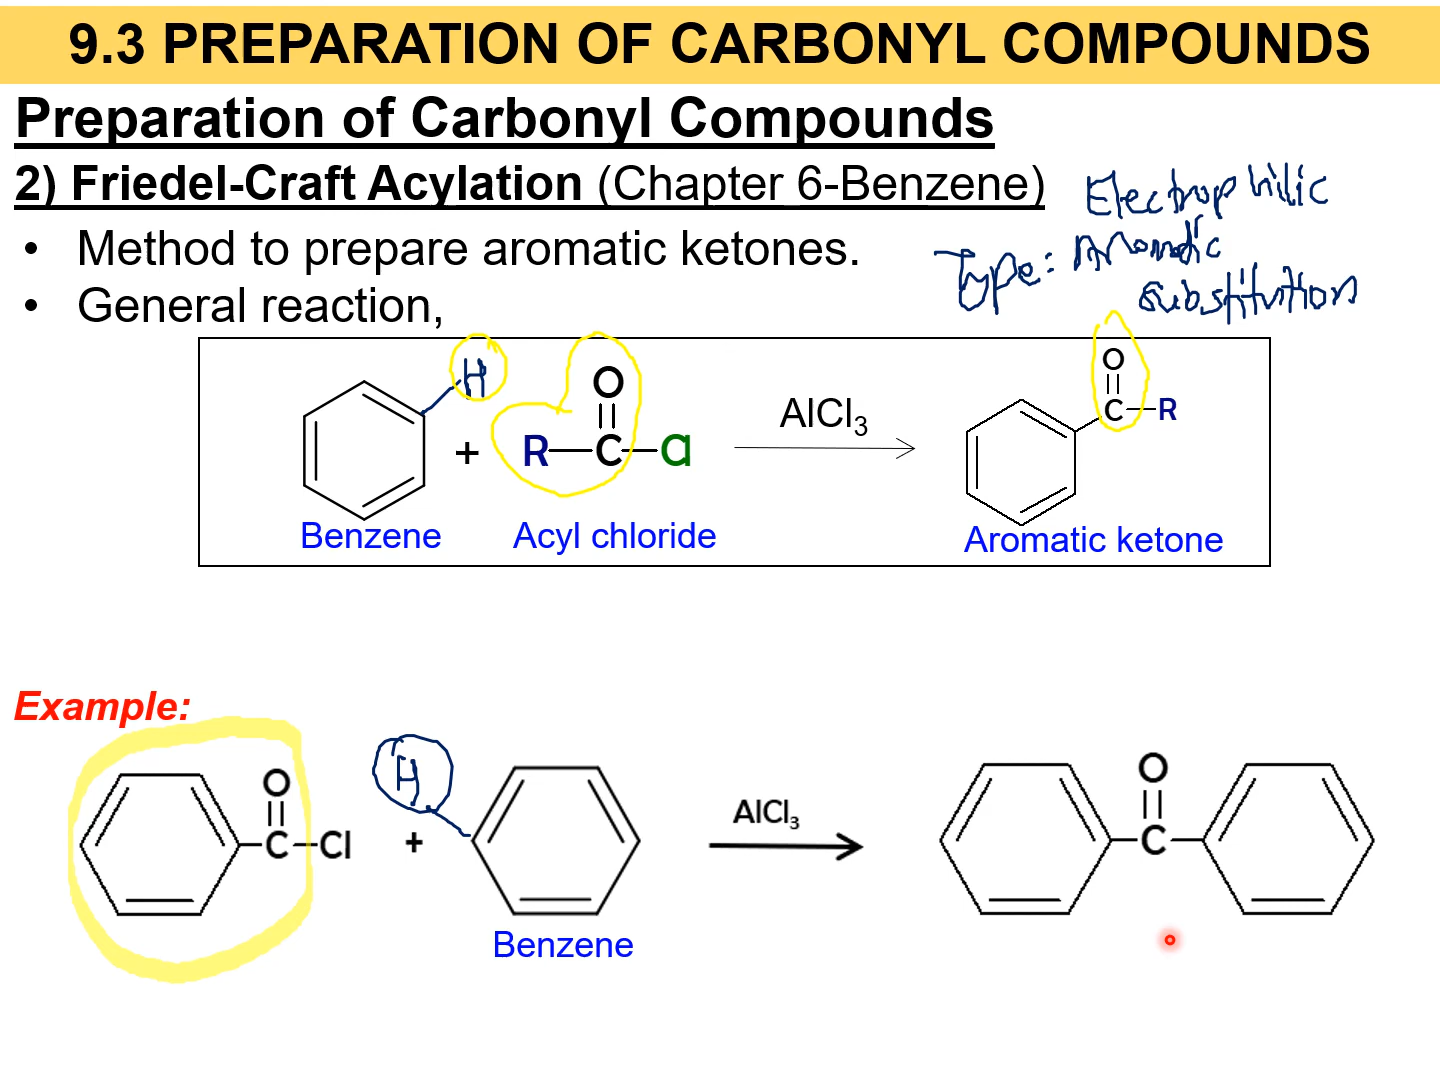 9.3 PREPARATION OF CARBONYL COMPOUNDS
Preparation of Carbonyl Compounds
2) Friedel-Craft Acylation (Chapter 6-Benzene)
Electrophilic
• Method to prepare aromatic ketones.
Type: Aromatic
substitution
• General reaction,
H
O
O
AlCl3
C—R
+
R—C—Cl
Benzene
Acyl chloride
Aromatic ketone
Example:
H
O
O
AlCl3
C—Cl
+
C
Benzene